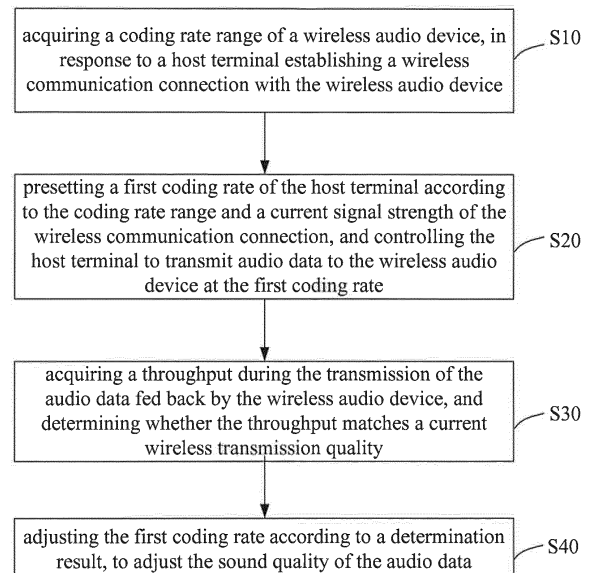 acquiring a coding rate range of a wireless audio device, in
response to a host terminal establishing a wireless
communication connection with the wireless audio device
S10
presetting a first coding rate of the host terminal according
to the coding rate range and a current signal strength of the
wireless communication connection, and controlling the
host terminal to transmit audio data to the wireless audio
device at the first coding rate
S20
acquiring a throughput during the transmission of the
audio data fed back by the wireless audio device, and
determining whether the throughput matches a current
wireless transmission quality
S30
adjusting the first coding rate according to a determination
result, to adjust the sound quality of the audio data
S40